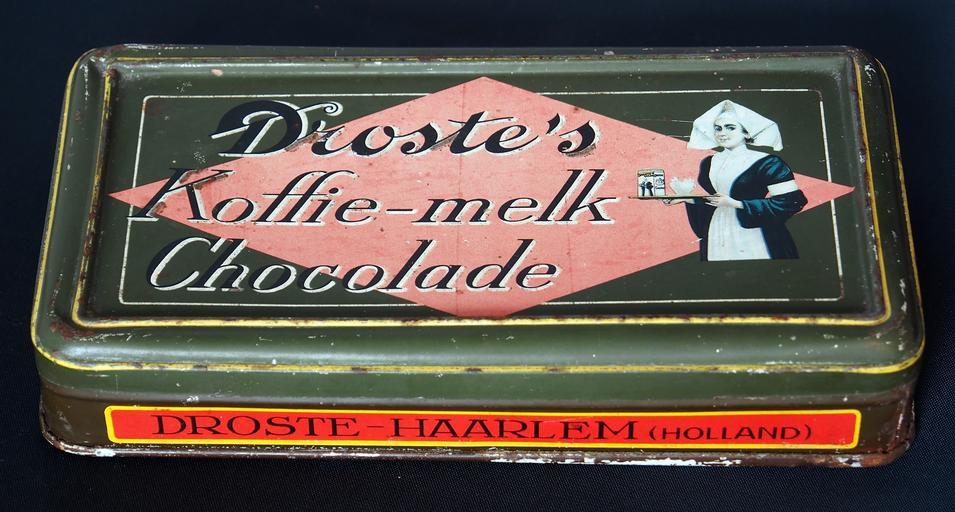 Droste's
Koffie-melk
Chocolade
DROSTE-HAARLEM (HOLLAND)